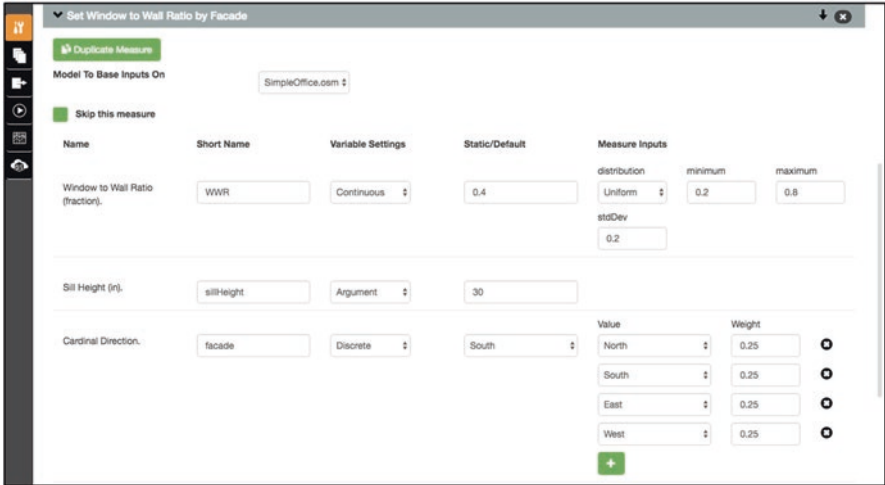 Set Window to Wall Ratio by Facade
Duplicate Measure
Model To Base Inputs On
SimpleOffice.osm
Skip this measure
Name Short Name Variable Settings Static/Default Measure Inputs
distribution minimum maximum
Window to Wall Ratio
(fraction).
WWR Continuous 0.4 Uniform 0.2 0.8
stdDev
0.2
Sill Height (in). sillHeight Argument 30
Value Weight
Cardinal Direction. facade Discrete South North 0.25
South 0.25
East 0.25
West 0.25